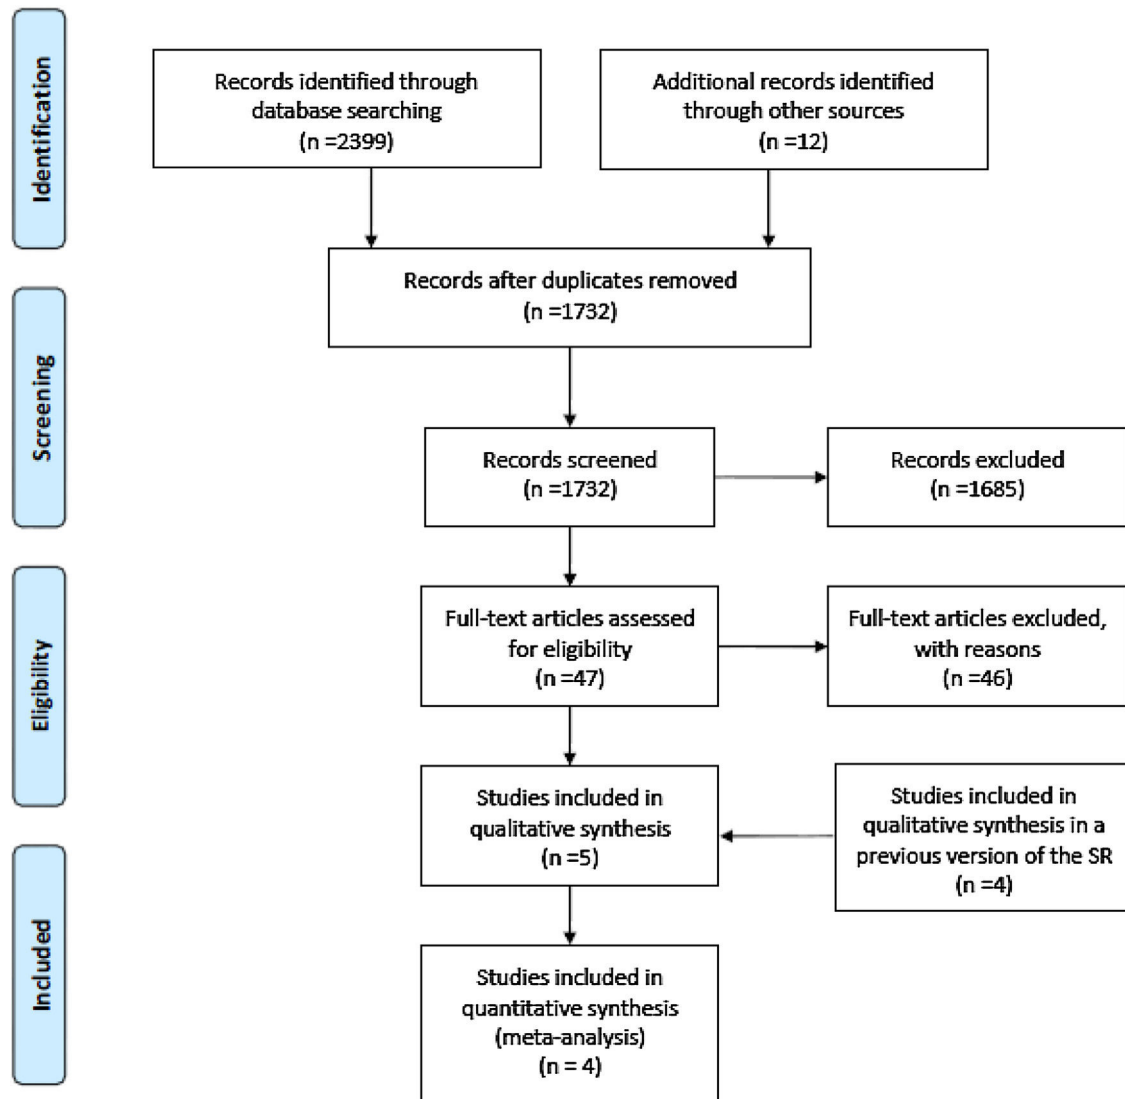 Identification
Records identified through
database searching
(n =2399)
Additional records identified
through other sources
(n =12)
Records after duplicates removed
(n =1732)
Screening
Records screened
(n =1732)
Records excluded
(n =1685)
Eligibility
Full-text articles assessed
for eligibility
(n =47)
Full-text articles excluded,
with reasons
(n =46)
Studies included in
qualitative synthesis
(n =5)
Studies included in
qualitative synthesis in a
previous version of the SR
(n =4)
Included
Studies included in
quantitative synthesis
(meta-analysis)
(n = 4)